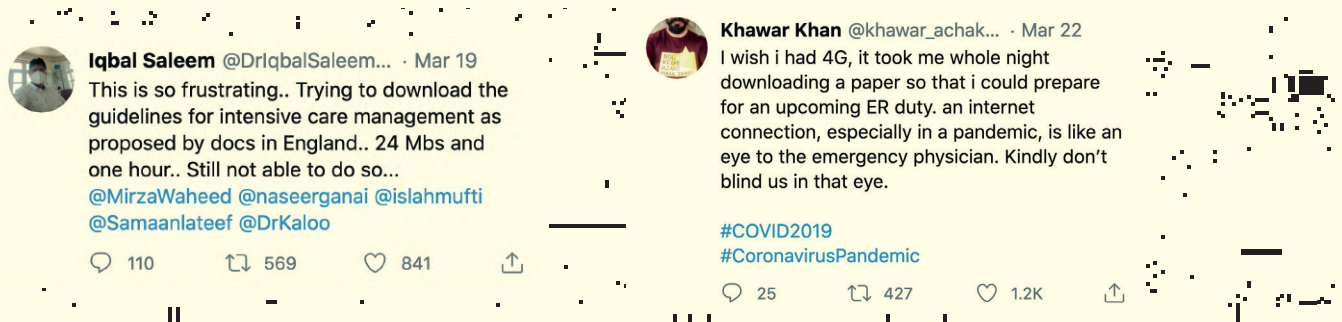 Iqbal Saleem @DrIqbalSaleem... · Mar 19
This is so frustrating.. Trying to download the
guidelines for intensive care management as
proposed by docs in England.. 24 Mbs and
one hour.. Still not able to do so...
@MirzaWaheed @naseerganai @islahmufti
@Samaanlateef @DrKaloo
110 569 841
Khawar Khan @khawar_achak... · Mar 22
I wish i had 4G, it took me whole night
downloading a paper so that i could prepare
for an upcoming ER duty. an internet
connection, especially in a pandemic, is like an
eye to the emergency physician. Kindly don't
blind us in that eye.
#COVID2019
#CoronavirusPandemic
25 427 1.2K